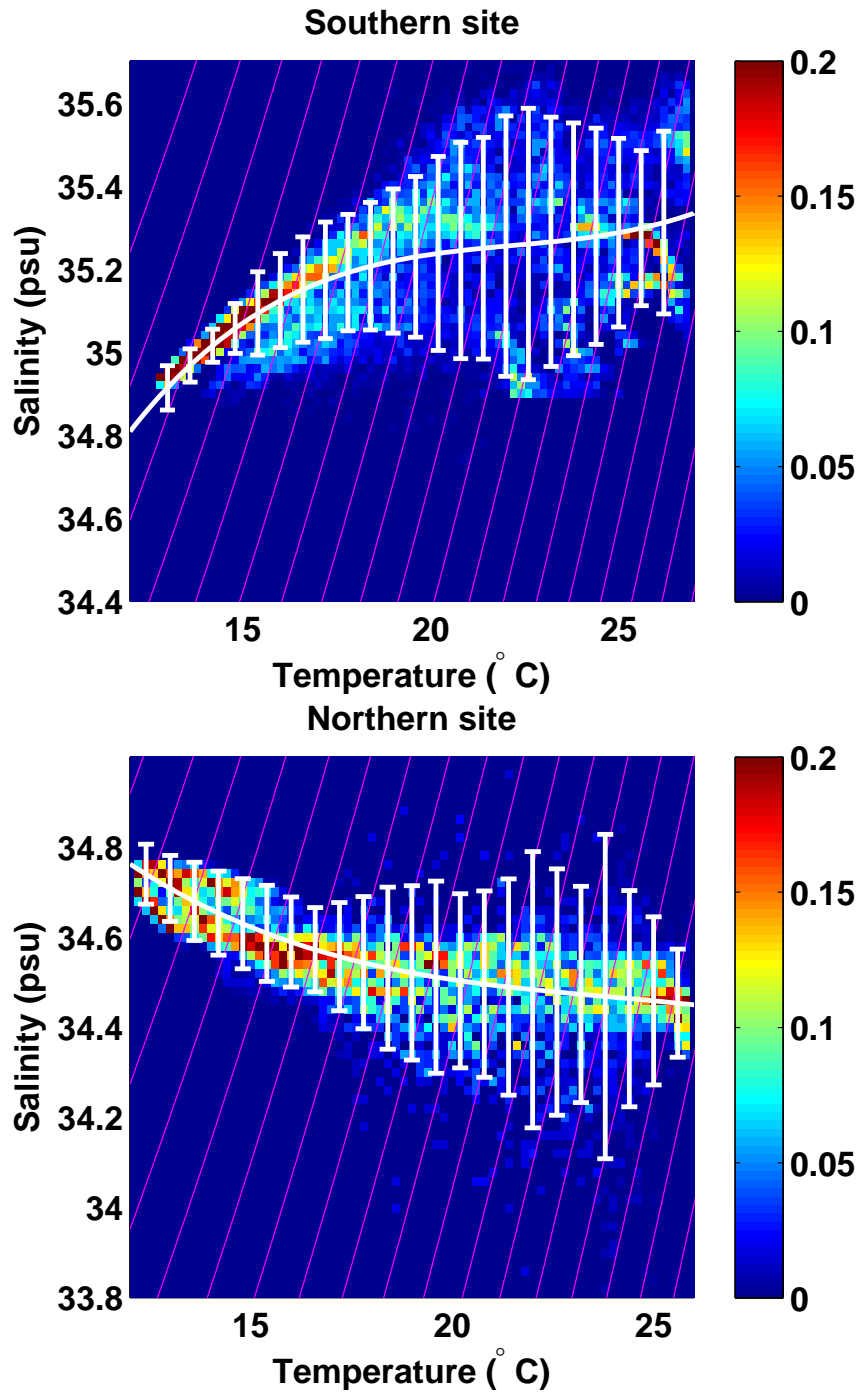 Southern site
Salinity (psu)
35.6
35.4
35.2
35
34.8
34.6
34.4
15 20 25
Temperature (° C)
0.2
0.15
0.1
0.05
0
Northern site
Salinity (psu)
34.8
34.6
34.4
34.2
34
33.8
15 20 25
Temperature (° C)
0.2
0.15
0.1
0.05
0